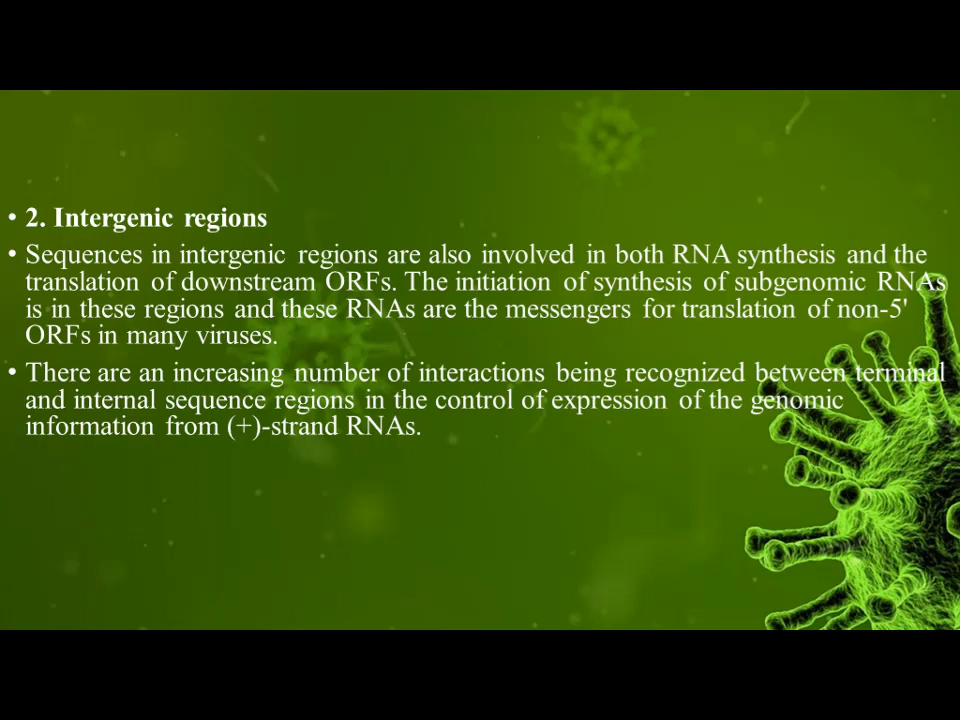 • 2. Intergenic regions
• Sequences in intergenic regions are also involved in both RNA synthesis and the
translation of downstream ORFs. The initiation of synthesis of subgenomic RNAs
is in these regions and these RNAs are the messengers for translation of non-5'
ORFs in many viruses.
• There are an increasing number of interactions being recognized between terminal
and internal sequence regions in the control of expression of the genomic
information from (+)-strand RNAs.